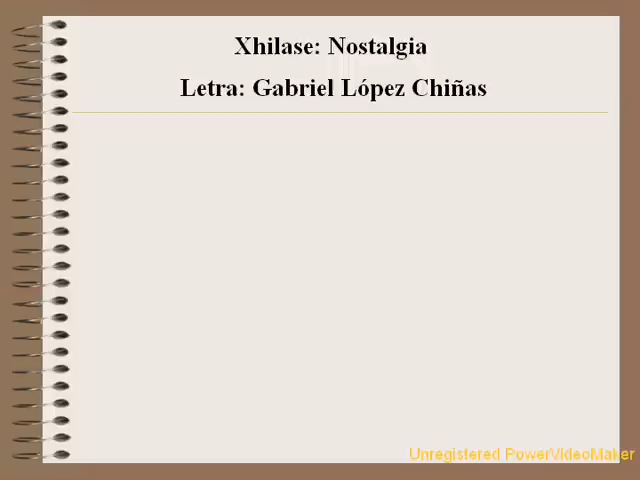 Xhilase: Nostalgia
Letra: Gabriel López Chiñas
Unregistered PowerVideoMaker